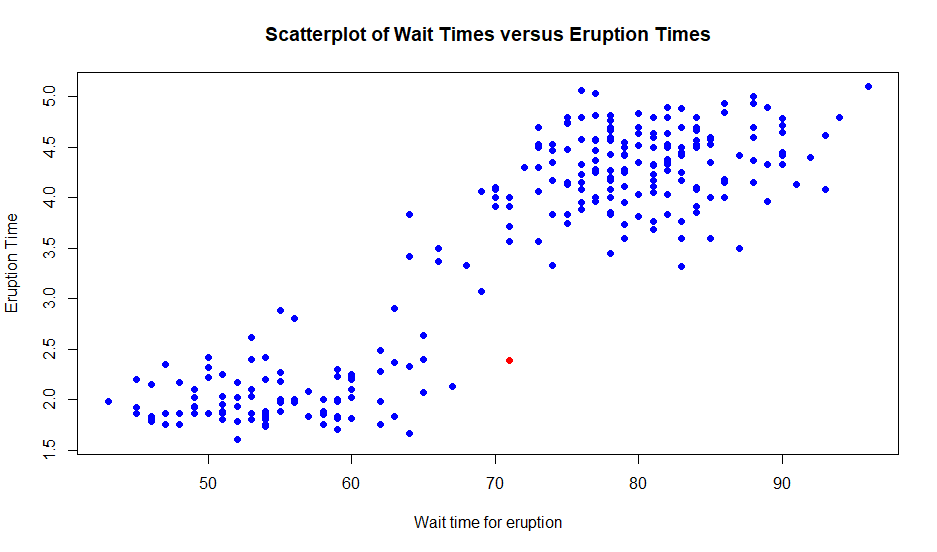 Scatterplot of Wait Times versus Eruption Times
Eruption Time
5.0
4.5
4.0
3.5
3.0
2.5
2.0
1.5
50 60 70 80 90
Wait time for eruption